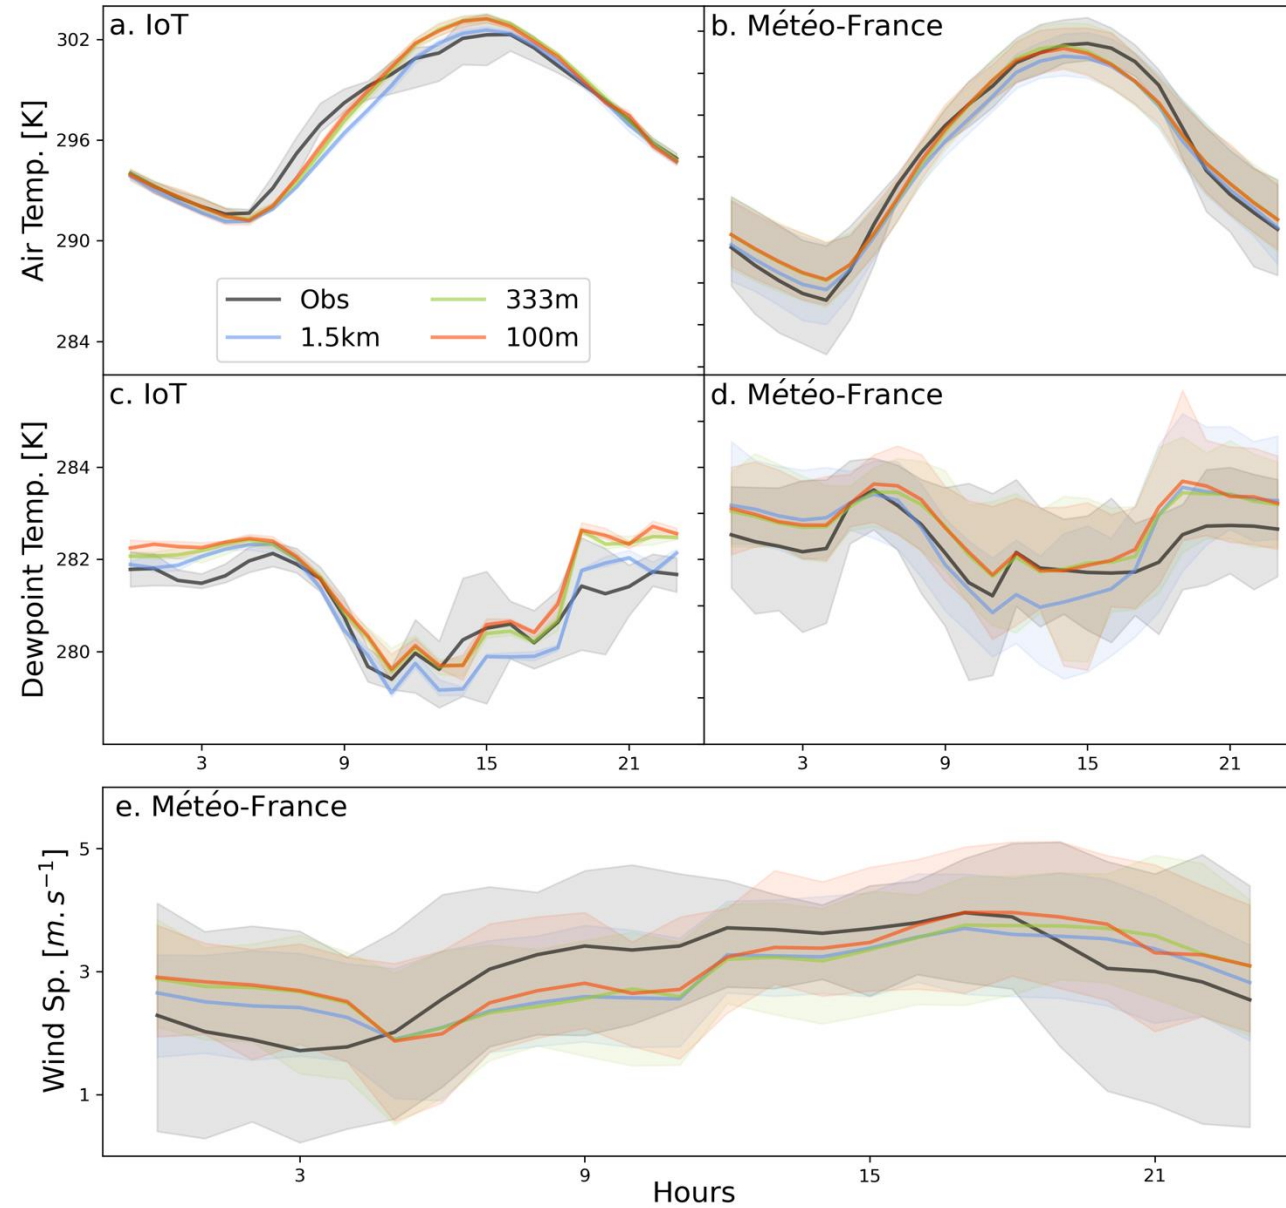 a. IoT
b. Météo-France
Air Temp. [K]
302
296
290
284
Obs
333m
1.5km
100m
c. IoT
d. Météo-France
Dewpoint Temp. [K]
284
282
280
3 9 15 21
3 9 15 21
e. Météo-France
Wind Sp. [m.s⁻¹]
5
3
1
3 9 15 21
Hours